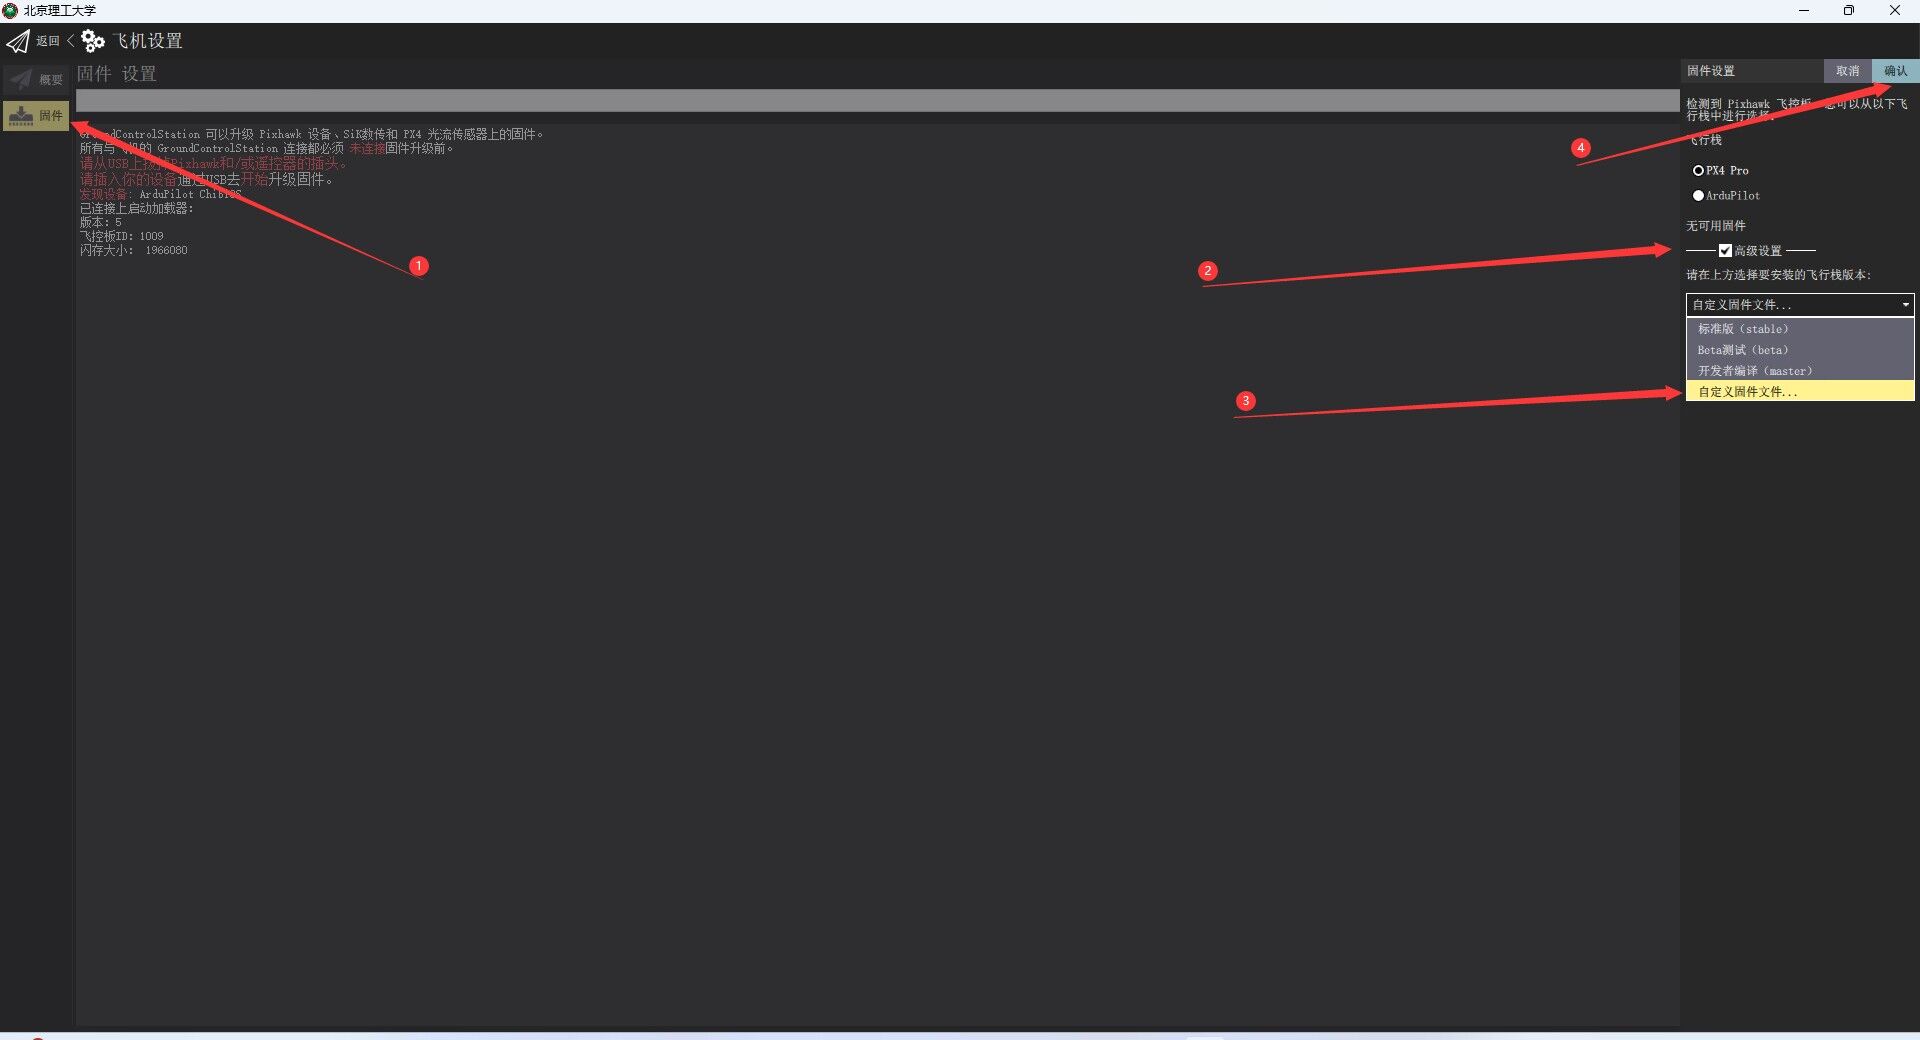 北京理工大学
返回
飞机设置
概要
固件
固件 设置
GroundControlStation 可以升级 Pixhawk 设备、SiK数传和 PX4 光流传感器上的固件。
所有与飞机的 GroundControlStation 连接都必须 未连接固件升级前。
请从USB上拔掉Pixhawk和/或遥控器的插头。
请插入你的设备通过USB去开始升级固件。
发现设备: ArduPilot ChibiOS
已连接上启动加载器:
版本: 5
飞控板ID: 1009
闪存大小: 1966080
1
2
3
4
固件设置
取消
确认
检测到 Pixhawk 飞控板。您可以从以下飞
行栈中进行选择:
飞行栈
PX4 Pro
ArduPilot
无可用固件
高级设置
请在上方选择要安装的飞行栈版本:
自定义固件文件...
标准版 (stable)
Beta测试 (beta)
开发者编译 (master)
自定义固件文件...